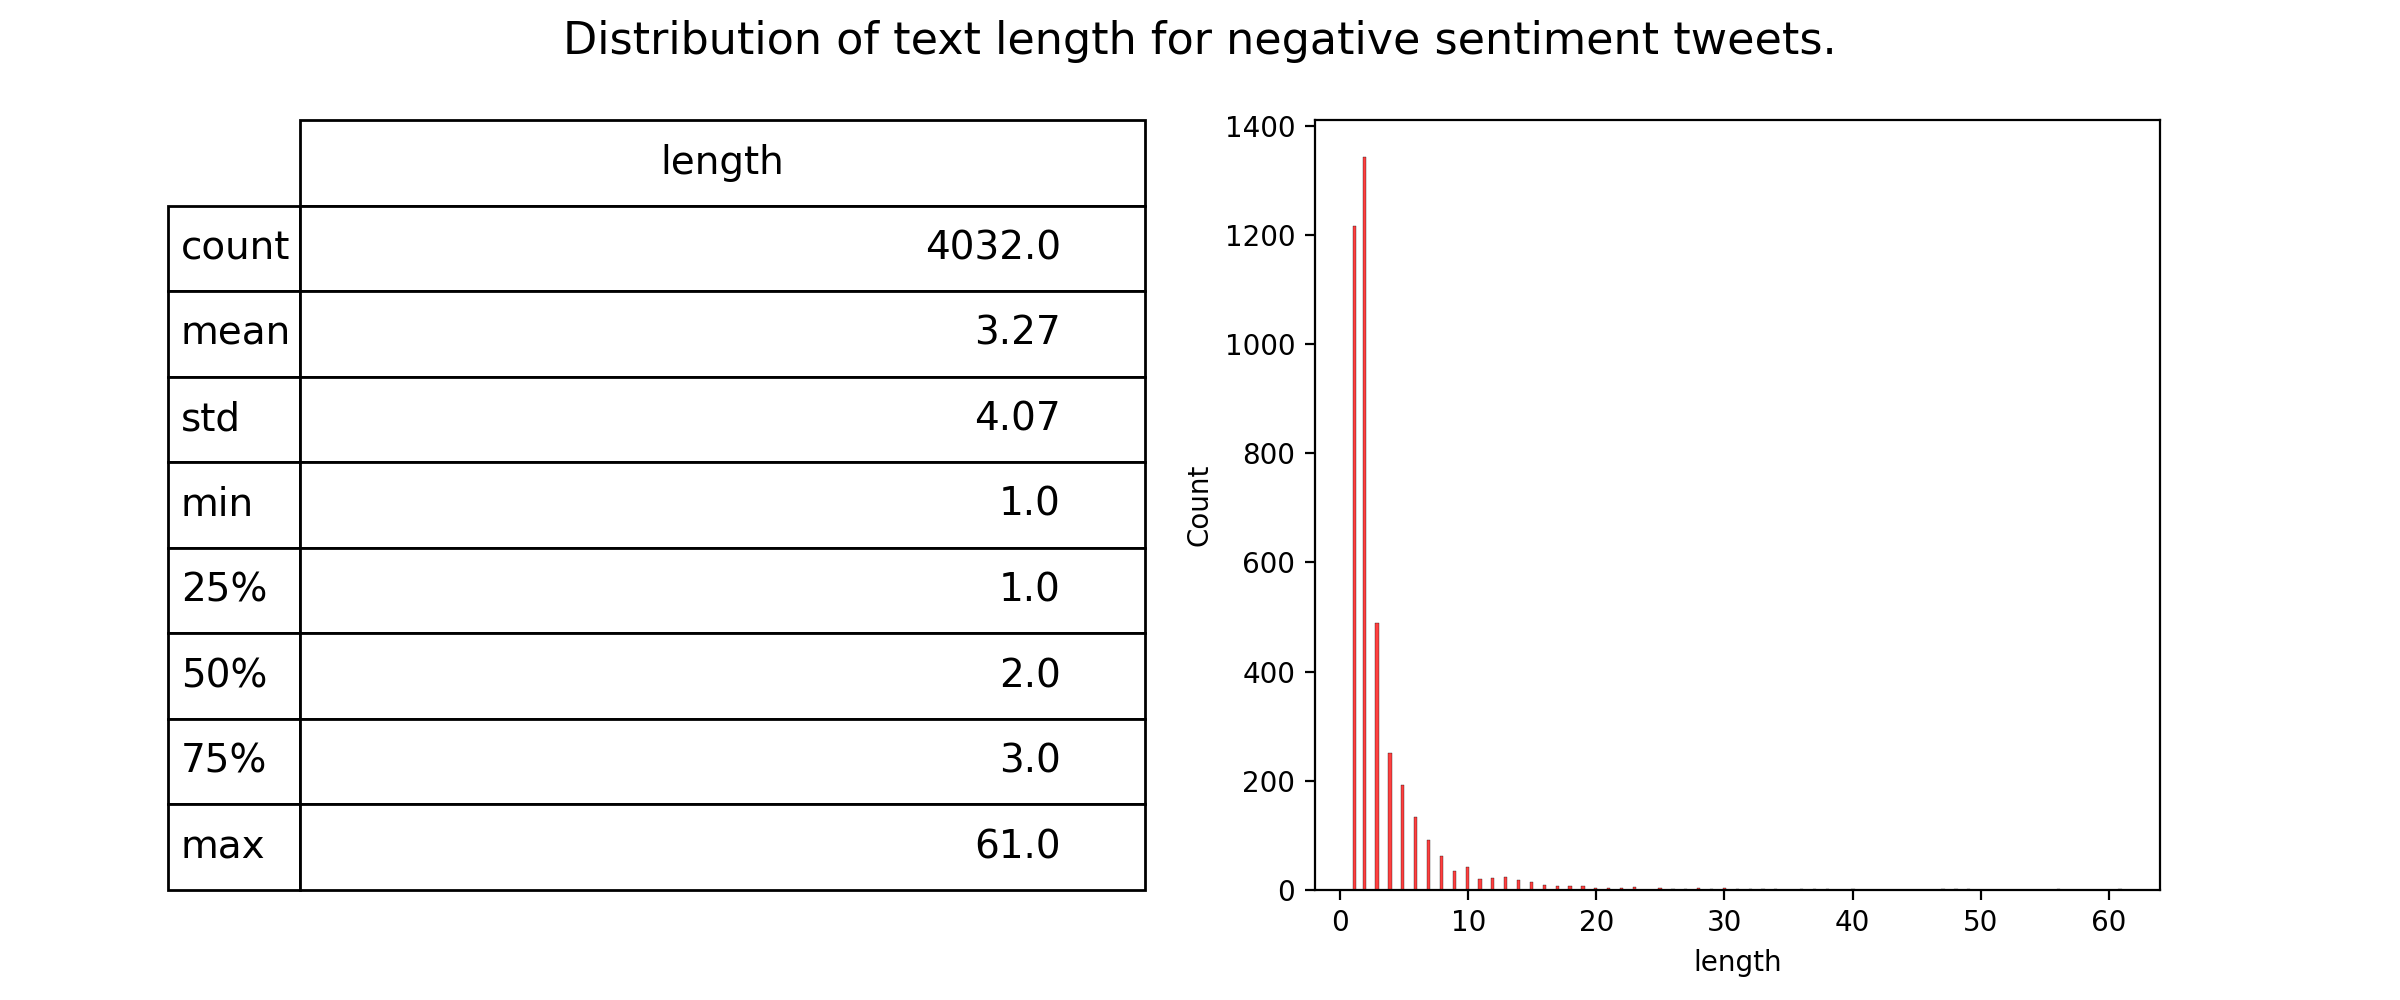 Distribution of text length for negative sentiment tweets.
length
count 4032.0
mean 3.27
std 4.07
min 1.0
25% 1.0
50% 2.0
75% 3.0
max 61.0
1400
1200
1000
800
600
400
200
0
Count
0 10 20 30 40 50 60
length